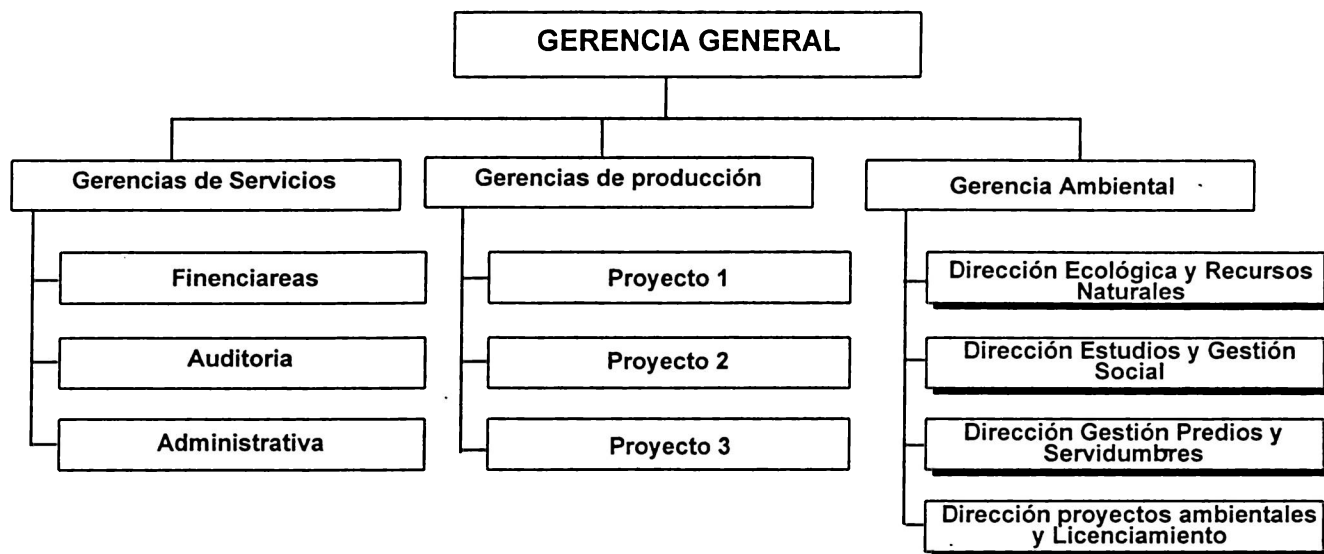 GERENCIA GENERAL
Gerencias de Servicios
Finenciareas
Auditoria
Administrativa
Gerencias de producción
Proyecto 1
Proyecto 2
Proyecto 3
Gerencia Ambiental
Dirección Ecológica y Recursos
Naturales
Dirección Estudios y Gestión
Social
Dirección Gestión Predios y
Servidumbres
Dirección proyectos ambientales
y Licenciamiento